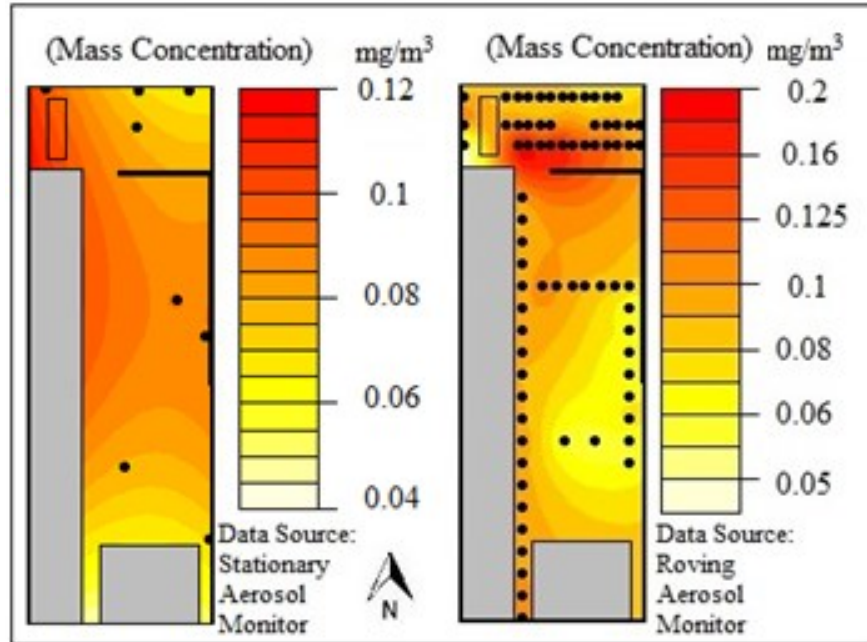 (Mass Concentration) mg/m³
0.12
0.1
0.08
0.06
0.04
Data Source:
Stationary
Aerosol
Monitor
N
(Mass Concentration) mg/m³
0.2
0.16
0.125
0.1
0.08
0.06
0.05
Data Source:
Roving
Aerosol
Monitor